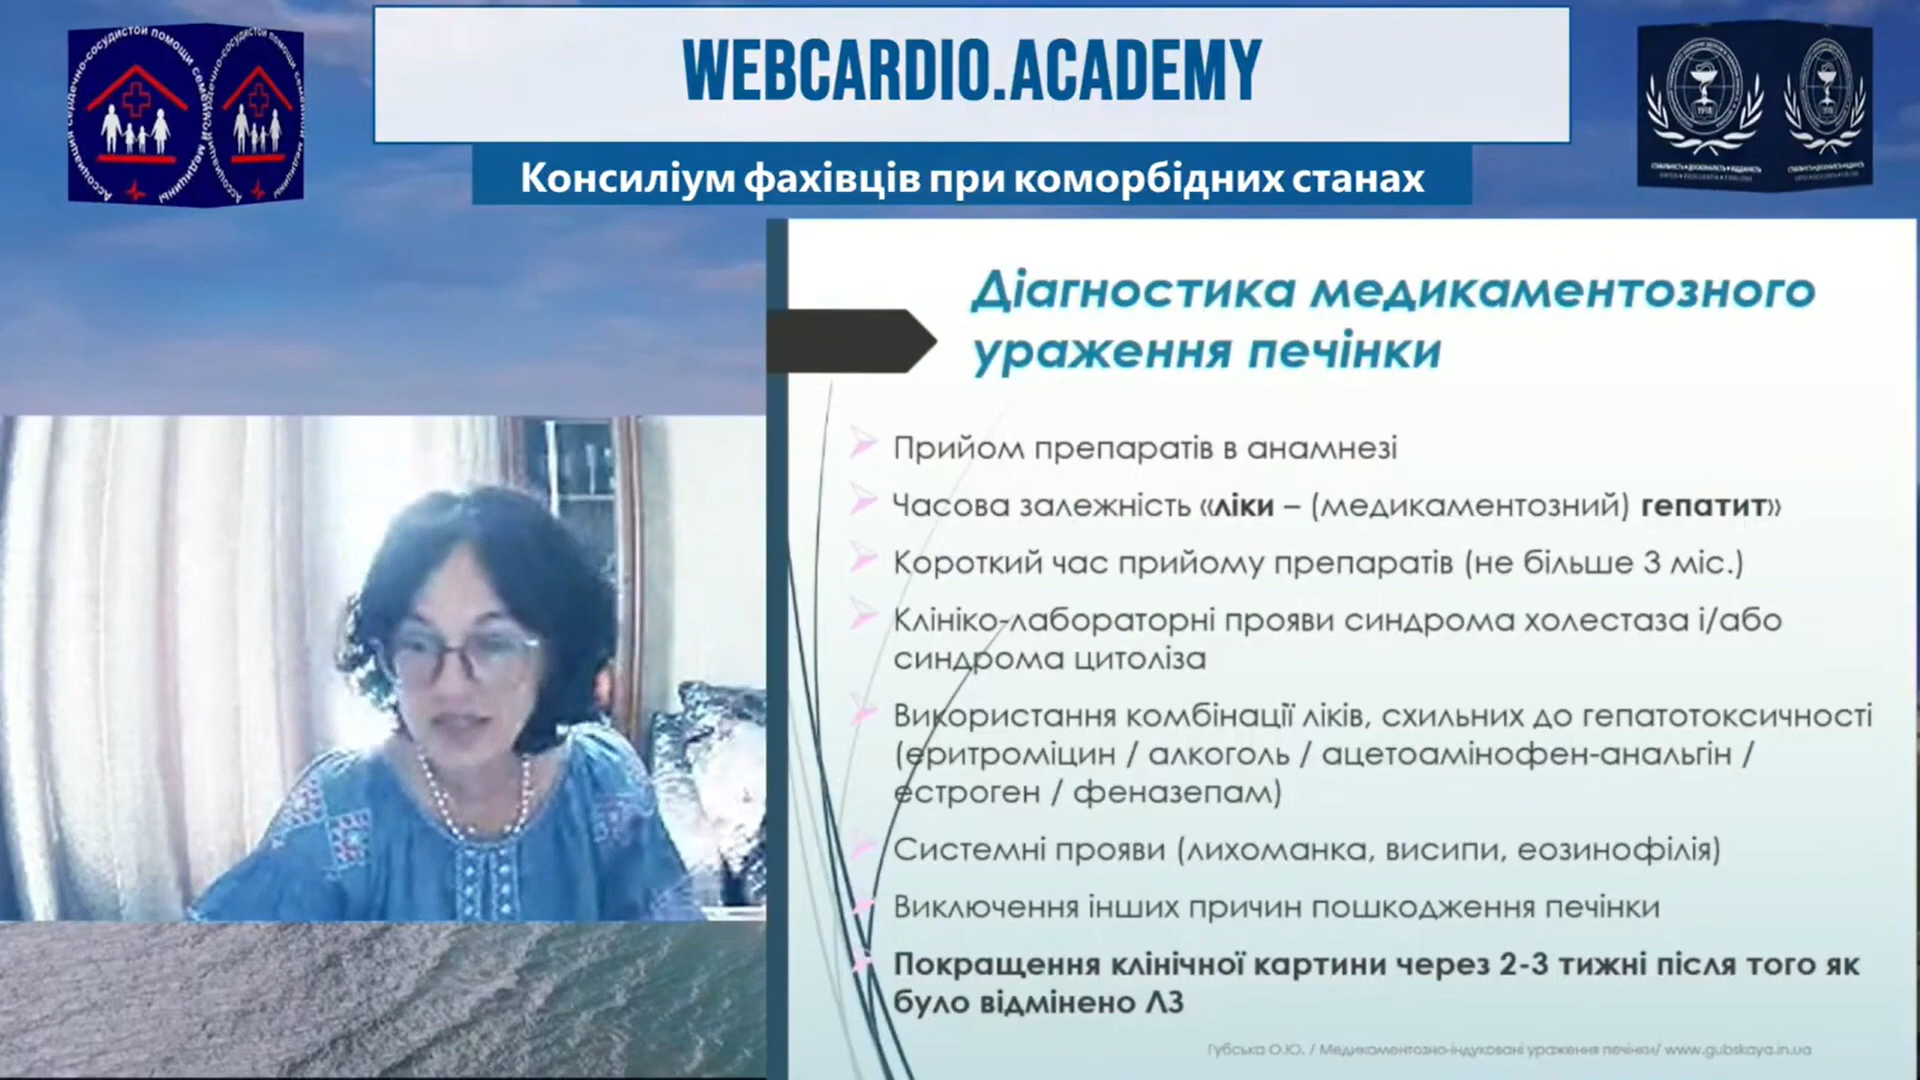 WEBCARDIO.ACADEMY
Консиліум фахівців при коморбідних станах
Діагностика медикаментозного
ураження печінки
Прийом препаратів в анамнезі
Часова залежність «ліки – (медикаментозний) гепатит»
Короткий час прийому препаратів (не більше 3 міс.)
Клініко-лабораторні прояви синдрома холестаза і/або
синдрома цитоліза
Використання комбінації ліків, схильних до гепатотоксичності
(еритроміцин / алкоголь / ацетоамінофен-анальгін /
естроген / феназепам)
Системні прояви (лихоманка, висипи, еозинофілія)
Виключення інших причин пошкодження печінки
Покращення клінічної картини через 2-3 тижні після того як
було відмінено ЛЗ
Губська О.Ю. / Медикаментозно-індуковані ураження печінки/ www.gubskaya.in.ua